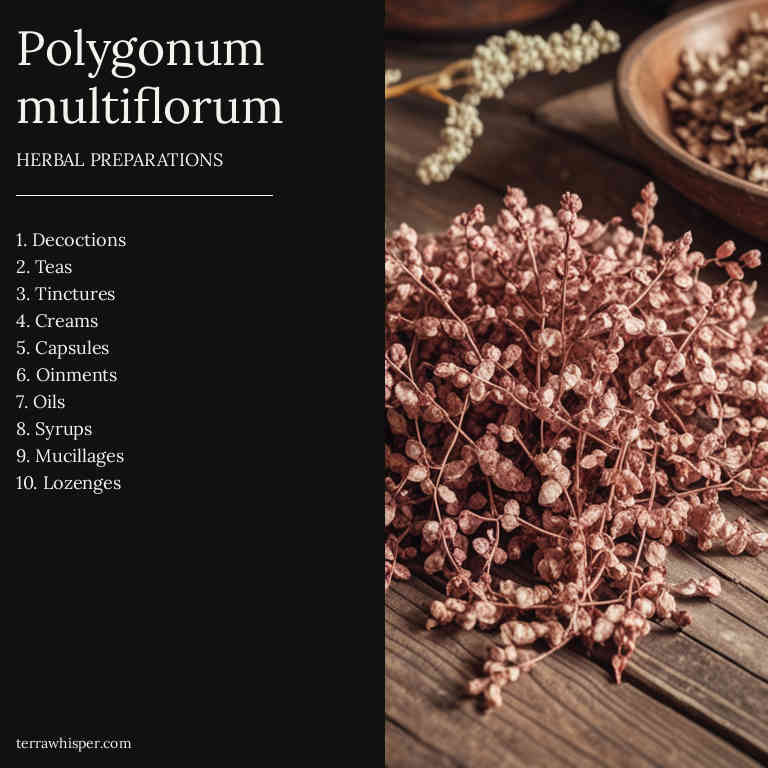 Polygonum
multiflorum
HERBAL PREPARATIONS
1. Decoctions
2. Teas
3. Tinctures
4. Creams
5. Capsules
6. Oinments
7. Oils
8. Syrups
9. Mucillages
10. Lozenges
terrawhisper.com